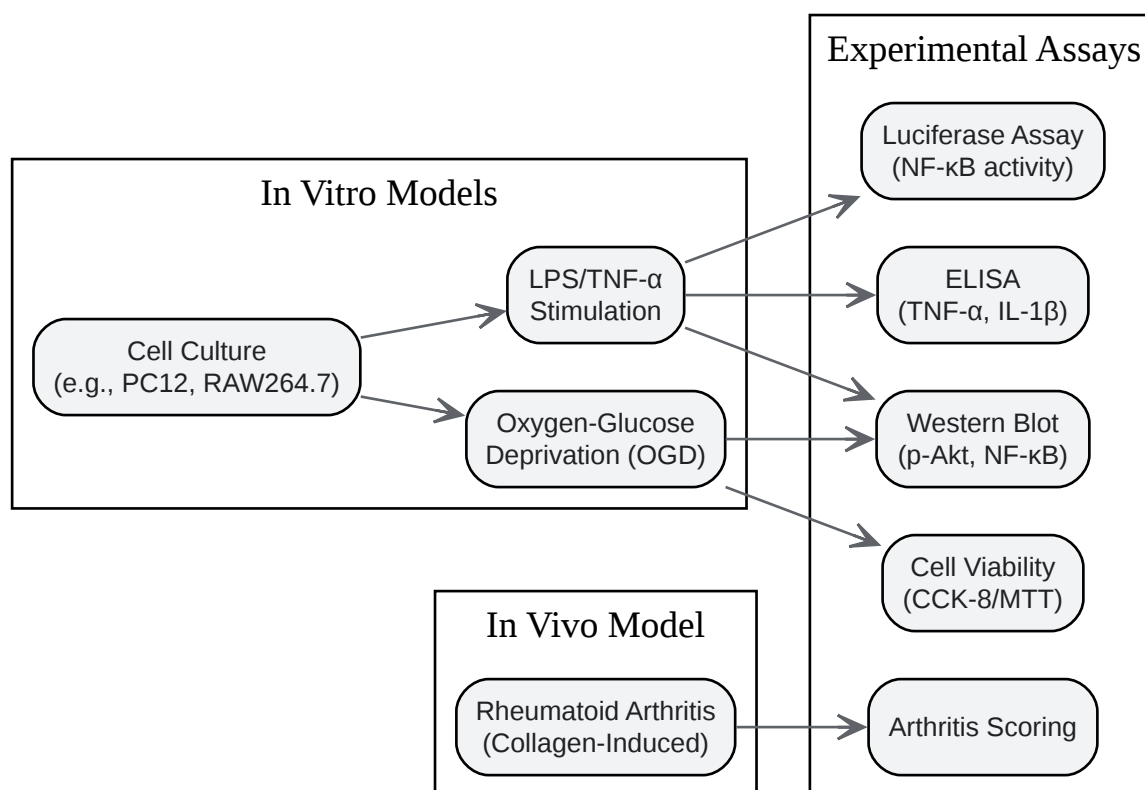 Experimental Assays
Luciferase Assay
(NF-κB activity)
In Vitro Models
LPS/TNF-α
Stimulation
ELISA
(TNF-α, IL-1β)
Cell Culture
(e.g., PC12, RAW264.7)
Oxygen-Glucose
Deprivation (OGD)
Western Blot
(p-Akt, NF-κB)
Cell Viability
(CCK-8/MTT)
In Vivo Model
Rheumatoid Arthritis
(Collagen-Induced)
Arthritis Scoring